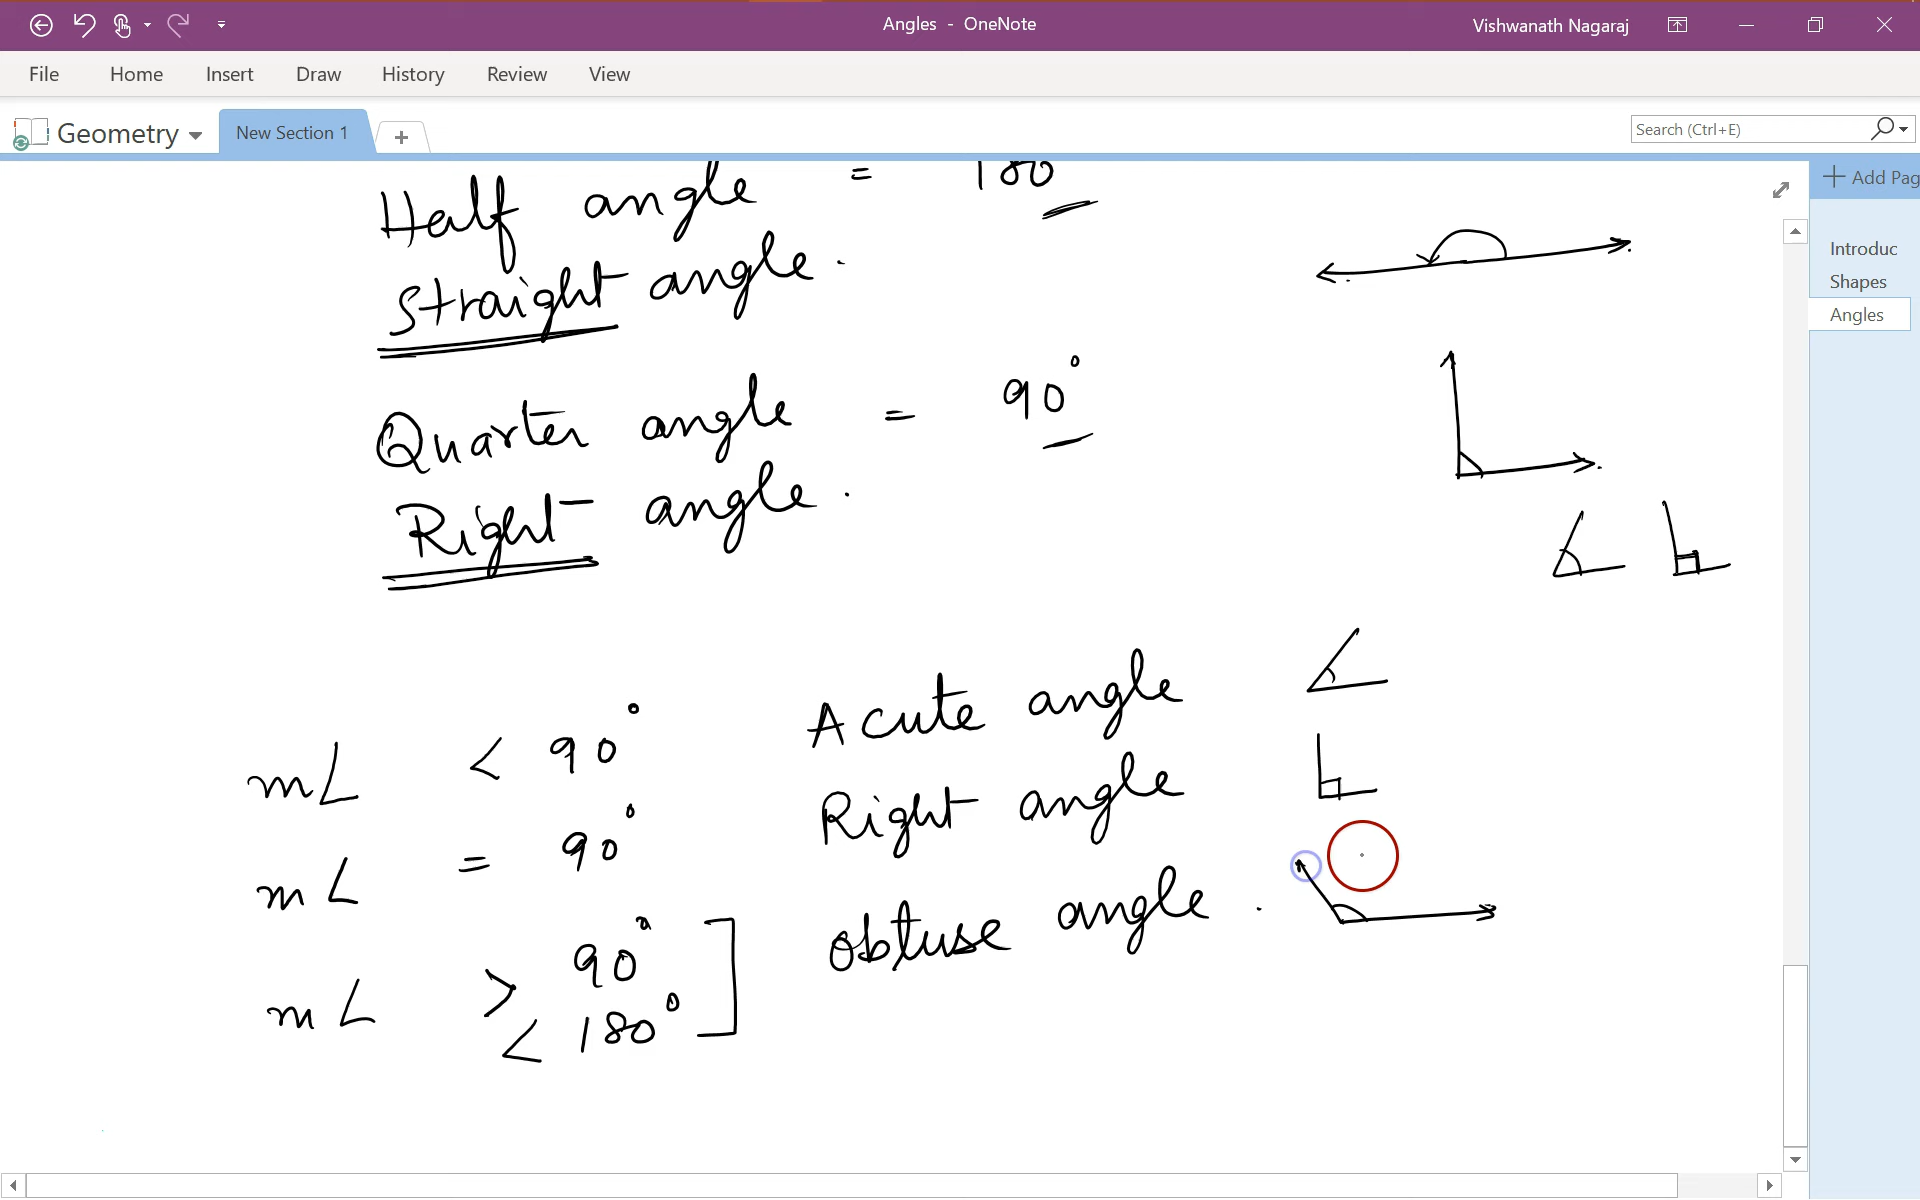 Angles - OneNote
Vishwanath Nagaraj
File Home Insert Draw History Review View
Geometry
New Section 1
+
Search (Ctrl+E)
+ Add Pag
Introduc
Shapes
Angles
Half angle = 180
Straight angle.
Quarter angle = 90°
Right angle.
m∠ < 90° Acute angle
m∠ = 90° Right angle
m∠ > 90° obtuse angle.
< 180°